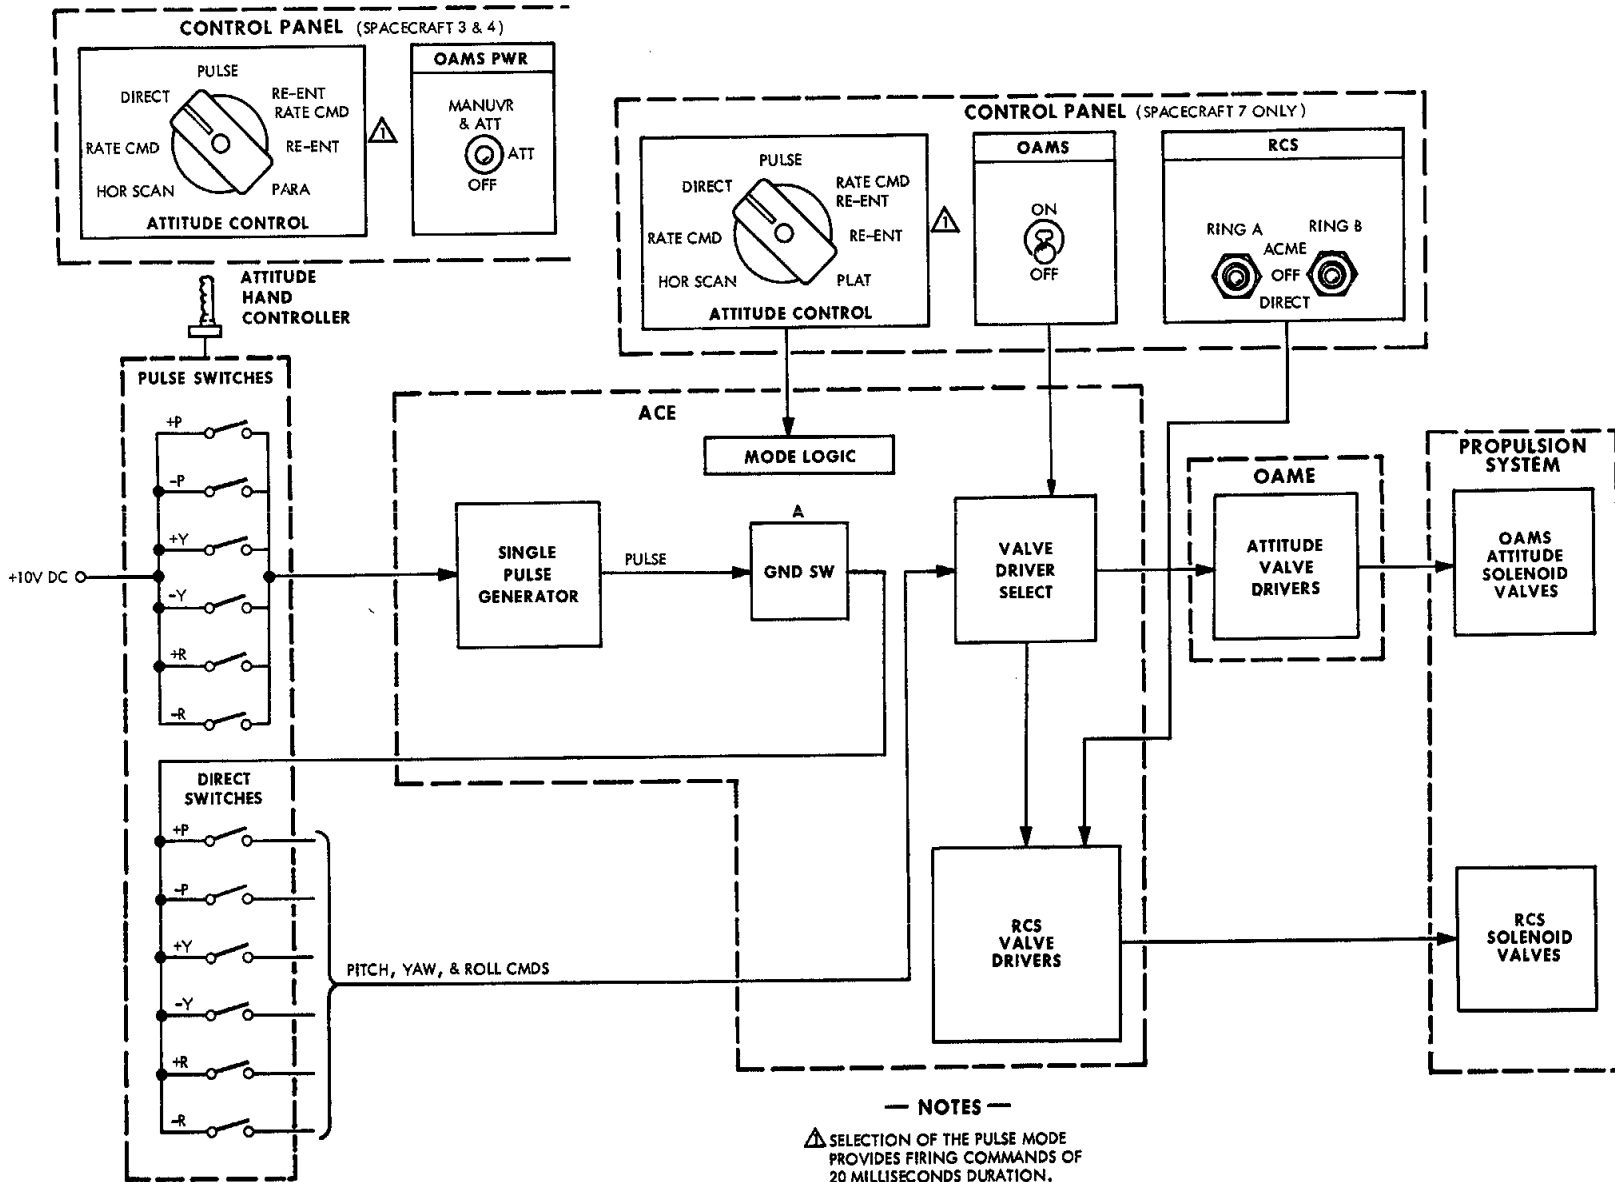 CONTROL PANEL (SPACECRAFT 3 & 4)
PULSE
DIRECT
RE-ENT
RATE CMD
RATE CMD
RE-ENT
HOR SCAN
PARA
ATTITUDE CONTROL
1
OAMS PWR
MANUVR
& ATT
ATT
OFF
CONTROL PANEL (SPACECRAFT 7 ONLY)
PULSE
DIRECT
RATE CMD
RE-ENT
RATE CMD
RE-ENT
HOR SCAN
PLAT
ATTITUDE CONTROL
1
OAMS
ON
OFF
RCS
RING A
RING B
ACME
OFF
DIRECT
ATTITUDE
HAND
CONTROLLER
PULSE SWITCHES
+P
-P
+Y
+10V DC
-Y
+R
-R
ACE
MODE LOGIC
SINGLE
PULSE
GENERATOR
PULSE
A
GND SW
VALVE
DRIVER
SELECT
OAME
ATTITUDE
VALVE
DRIVERS
PROPULSION
SYSTEM
OAMS
ATTITUDE
SOLENOID
VALVES
DIRECT
SWITCHES
+P
-P
+Y
-Y
+R
-R
PITCH, YAW, & ROLL CMDS
RCS
VALVE
DRIVERS
RCS
SOLENOID
VALVES
— NOTES —
1 SELECTION OF THE PULSE MODE
PROVIDES FIRING COMMANDS OF
20 MILLISECONDS DURATION.